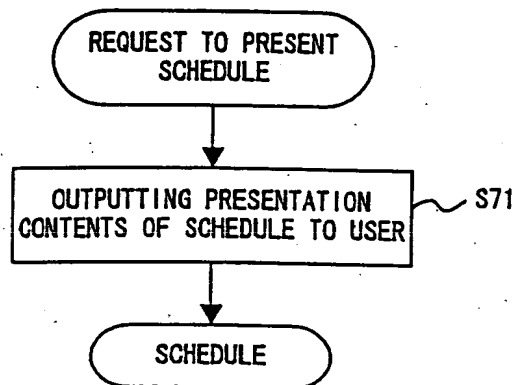 REQUEST TO PRESENT
SCHEDULE
OUTPUTTING PRESENTATION
CONTENTS OF SCHEDULE TO USER
S71
SCHEDULE